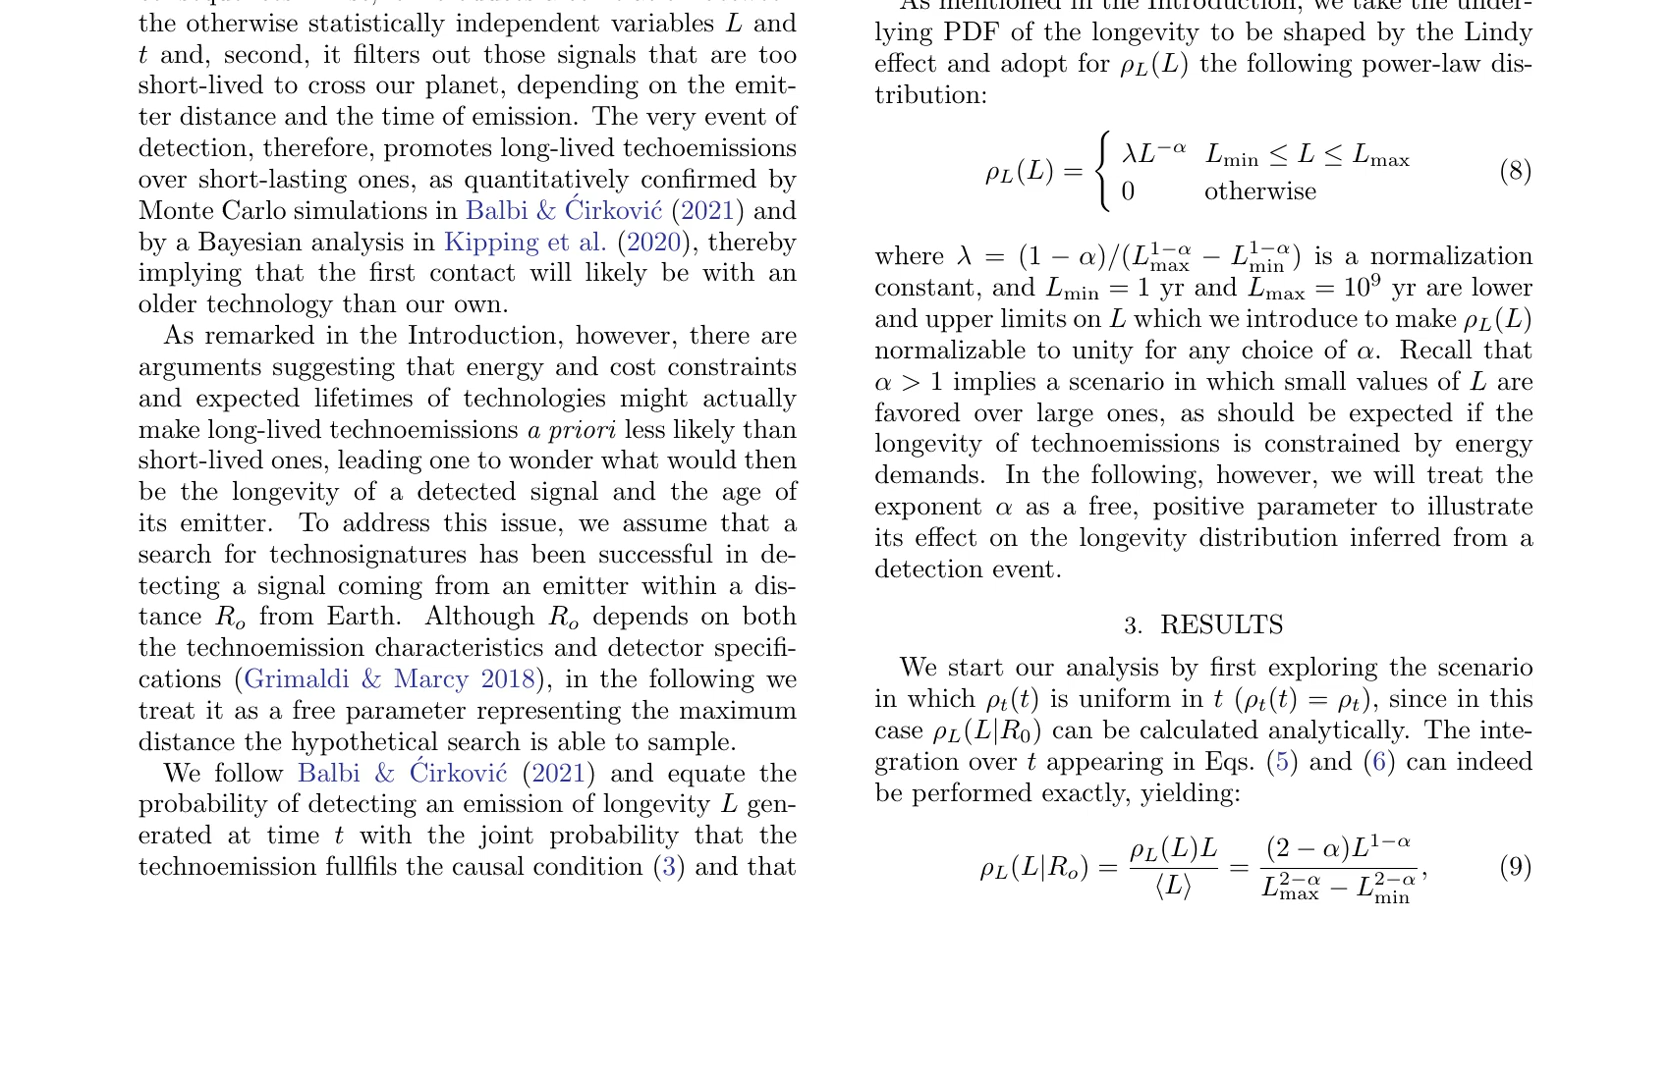 the otherwise statistically independent variables L and
t and, second, it filters out those signals that are too
short-lived to cross our planet, depending on the emit-
ter distance and the time of emission. The very event of
detection, therefore, promotes long-lived techoemissions
over short-lasting ones, as quantitatively confirmed by
Monte Carlo simulations in Balbi & Ćirković (2021) and
by a Bayesian analysis in Kipping et al. (2020), thereby
implying that the first contact will likely be with an
older technology than our own.
As remarked in the Introduction, however, there are
arguments suggesting that energy and cost constraints
and expected lifetimes of technologies might actually
make long-lived technoemissions a priori less likely than
short-lived ones, leading one to wonder what would then
be the longevity of a detected signal and the age of
its emitter. To address this issue, we assume that a
search for technosignatures has been successful in de-
tecting a signal coming from an emitter within a dis-
tance Rₒ from Earth. Although Rₒ depends on both
the technoemission characteristics and detector specifi-
cations (Grimaldi & Marcy 2018), in the following we
treat it as a free parameter representing the maximum
distance the hypothetical search is able to sample.
We follow Balbi & Ćirković (2021) and equate the
probability of detecting an emission of longevity L gen-
erated at time t with the joint probability that the
technoemission fullfils the causal condition (3) and that
As mentioned in the Introduction, we take the under-
lying PDF of the longevity to be shaped by the Lindy
effect and adopt for ρ_L(L) the following power-law dis-
tribution:
ρ_L(L) = { λL^{−α} L_min ≤ L ≤ L_max
0 otherwise (8)
where λ = (1 − α)/(L_max^{1−α} − L_min^{1−α}) is a normalization
constant, and L_min = 1 yr and L_max = 10⁹ yr are lower
and upper limits on L which we introduce to make ρ_L(L)
normalizable to unity for any choice of α. Recall that
α > 1 implies a scenario in which small values of L are
favored over large ones, as should be expected if the
longevity of technoemissions is constrained by energy
demands. In the following, however, we will treat the
exponent α as a free, positive parameter to illustrate
its effect on the longevity distribution inferred from a
detection event.
3. RESULTS
We start our analysis by first exploring the scenario
in which ρ_t(t) is uniform in t (ρ_t(t) = ρ_t), since in this
case ρ_L(L|R₀) can be calculated analytically. The inte-
gration over t appearing in Eqs. (5) and (6) can indeed
be performed exactly, yielding:
ρ_L(L|Rₒ) = ρ_L(L)L / ⟨L⟩ = (2 − α)L^{1−α} / (L_max^{2−α} − L_min^{2−α}), (9)